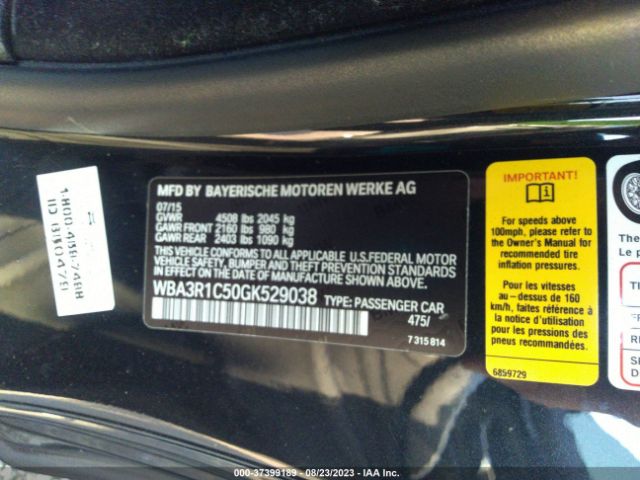 MFD BY BAYERISCHE MOTOREN WERKE AG
07/15
GVWR 4508 lbs 2045 kg
GAWR FRONT 2160 lbs 980 kg
GAWR REAR 2403 lbs 1090 kg
THIS VEHICLE CONFORMS TO ALL APPLICABLE U.S.FEDERAL MOTOR
VEHICLE SAFETY, BUMPER AND THEFT PREVENTION STANDARDS IN
EFFECT ON THE DATE OF MANUFACTURE SHOWN ABOVE.
WBA3R1C50GK529038 TYPE: PASSENGER CAR
475/
7 315 814
IMPORTANT
For speeds above
100mph, please refer to
the Owner's Manual for
recommended tire
inflation pressures.
Pour les vitesses
au-dessus de 160
km/h, faites référence à
la notice d'utilisation
pour les pressions des
pneus recommandées.
6859729
Le p
000-37399189 - 08/23/2023 - IAA Inc.